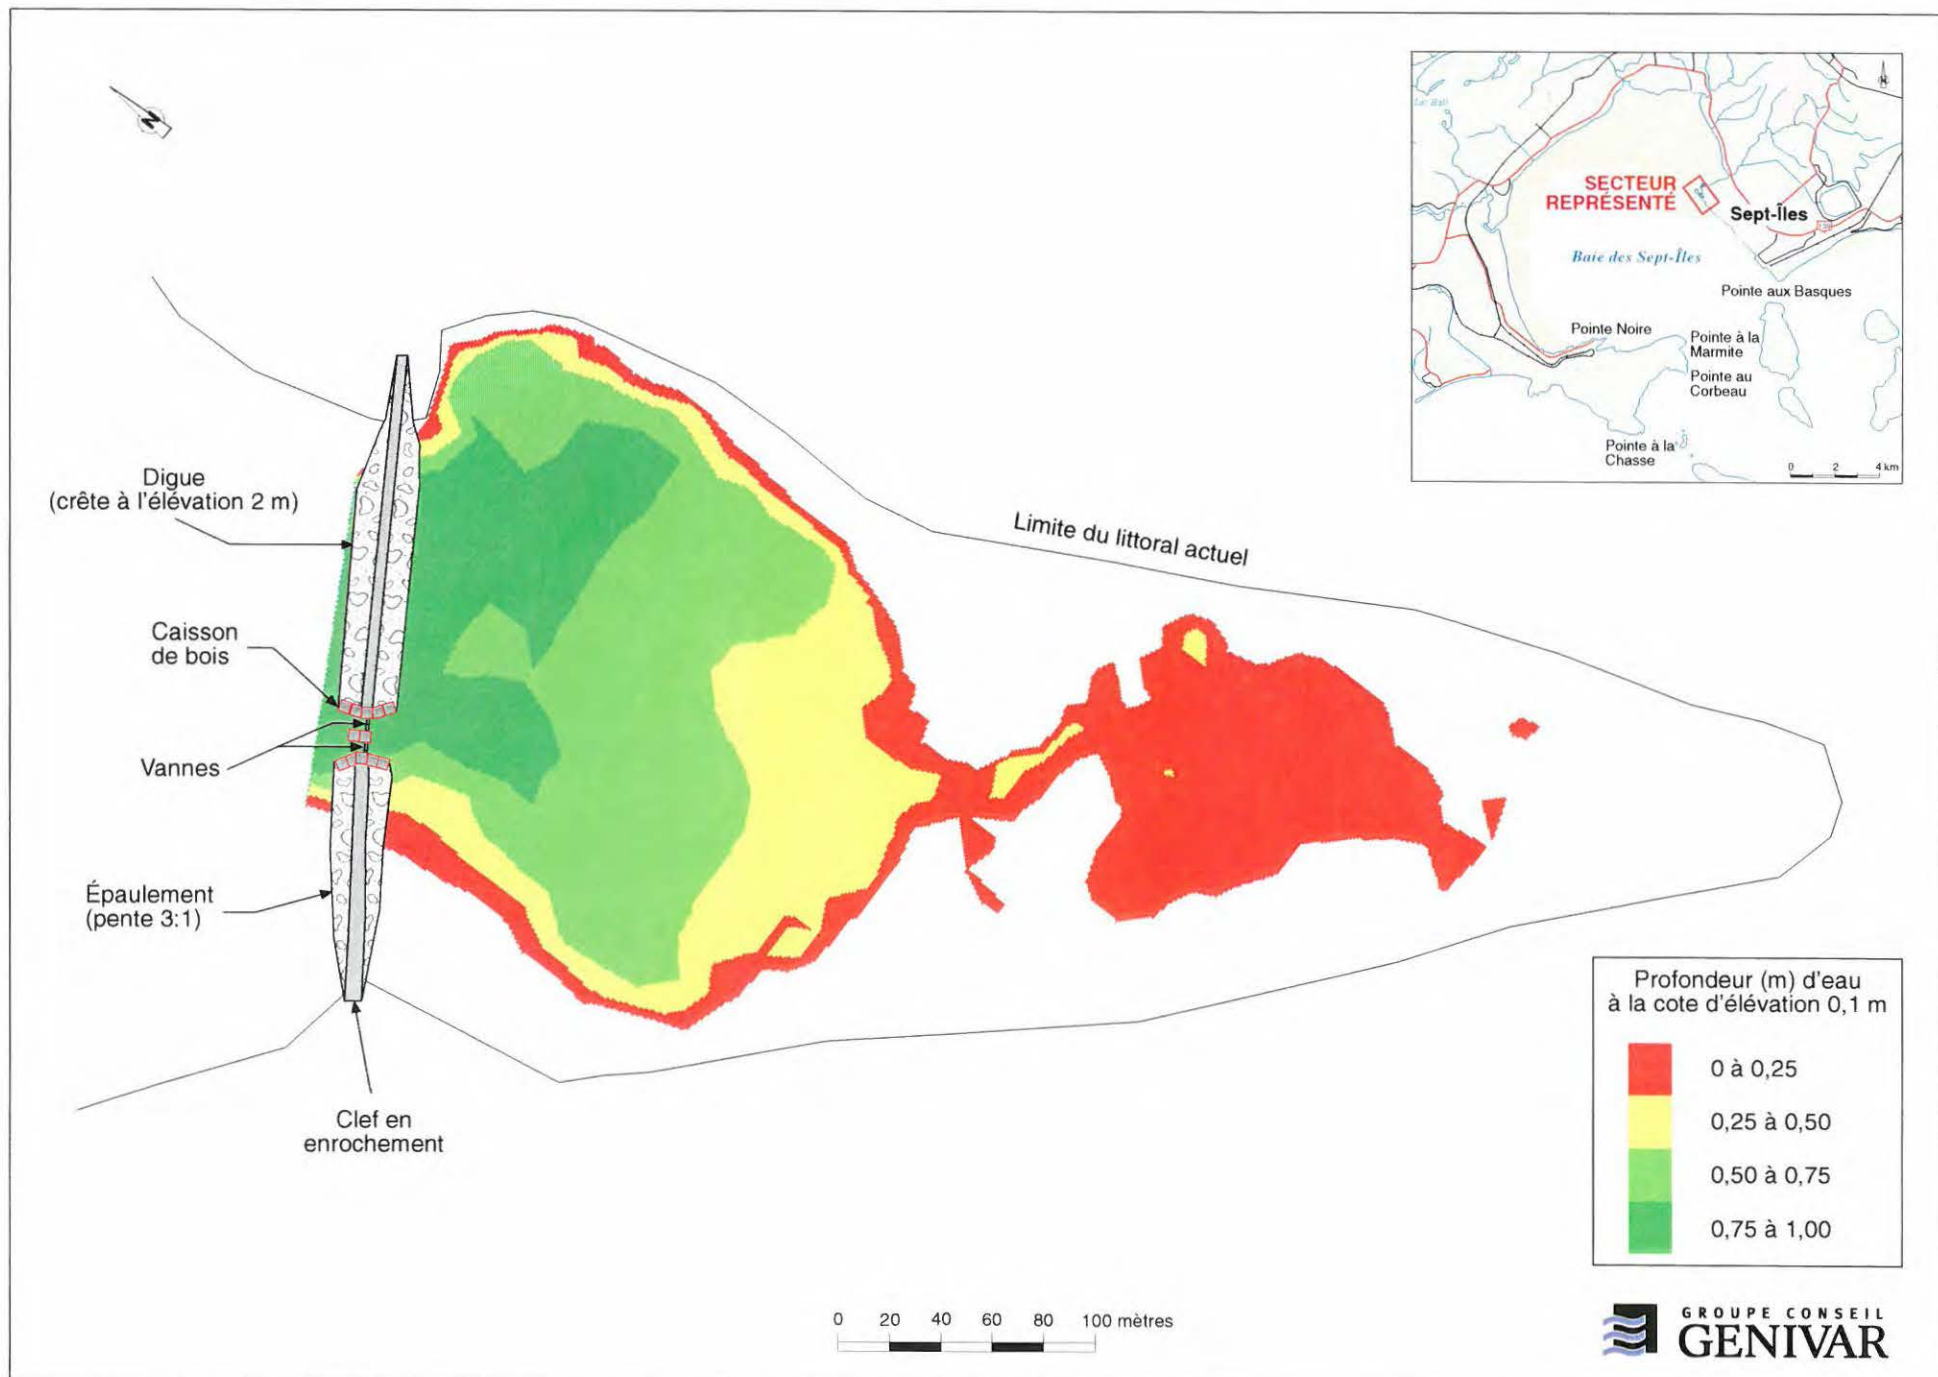 N
Lac Hall
N
SECTEUR
REPRÉSENTÉ
Sept-Îles
Baie des Sept-Îles
Pointe aux Basques
Pointe Noire
Pointe à la
Marmite
Pointe au
Corbeau
Pointe à la
Chasse
0 2 4 km
Digue
(crête à l'élévation 2 m)
Limite du littoral actuel
Caisson
de bois
Vannes
Épaulement
(pente 3:1)
Clef en
enrochement
Profondeur (m) d'eau
à la cote d'élévation 0,1 m
0 à 0,25
0,25 à 0,50
0,50 à 0,75
0,75 à 1,00
0 20 40 60 80 100 mètres
GROUPE CONSEIL
GENIVAR